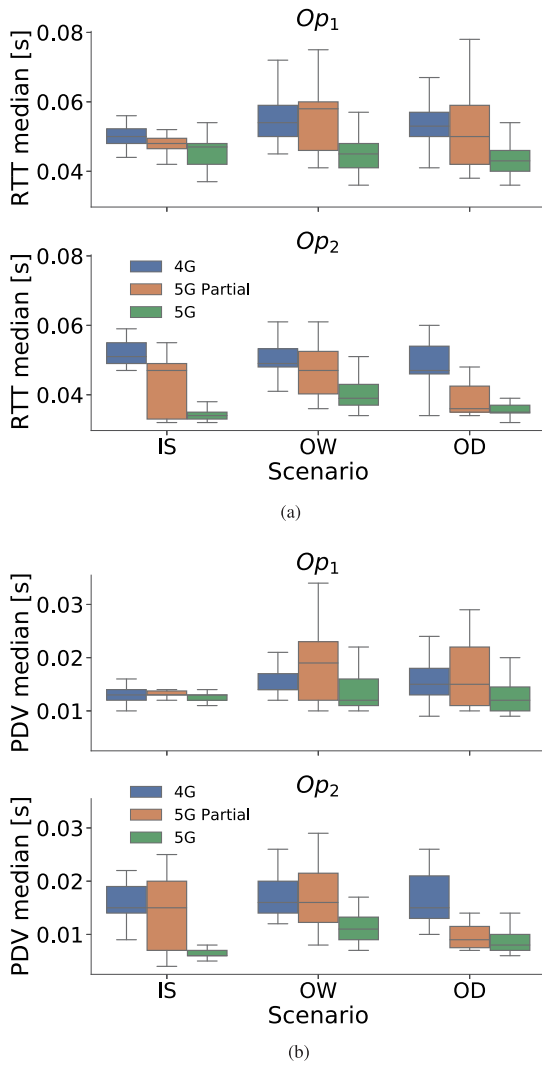 Op1
RTT median [s]
0.08
0.06
0.04
Op2
RTT median [s]
0.08
0.06
0.04
4G
5G Partial
5G
IS OW OD
Scenario
(a)
Op1
PDV median [s]
0.03
0.02
0.01
Op2
PDV median [s]
0.03
0.02
0.01
4G
5G Partial
5G
IS OW OD
Scenario
(b)